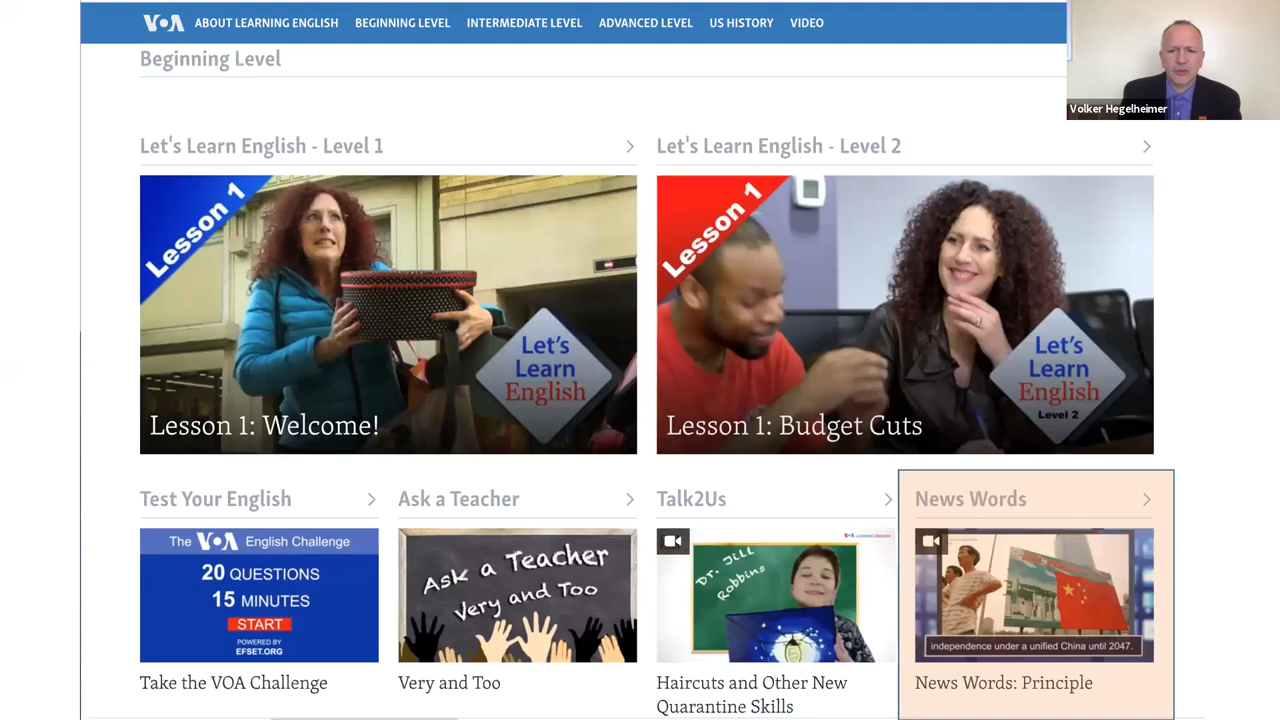 VOA ABOUT LEARNING ENGLISH BEGINNING LEVEL INTERMEDIATE LEVEL ADVANCED LEVEL US HISTORY VIDEO
Volker Hegelheimer
Beginning Level
Let's Learn English - Level 1
Lesson 1
Let's
Learn
English
Lesson 1: Welcome!
Let's Learn English - Level 2
Lesson 1
Let's
Learn
English
Level 2
Lesson 1: Budget Cuts
Test Your English
The VOA English Challenge
20 QUESTIONS
15 MINUTES
START
POWERED BY
EFSET.ORG
Take the VOA Challenge
Ask a Teacher
Ask a Teacher
Very and Too
Very and Too
Talk2Us
VOA LEARNING ENGLISH
Dr. Jill
Robbins
Haircuts and Other New
Quarantine Skills
News Words
independence under a unified China until 2047.
News Words: Principle